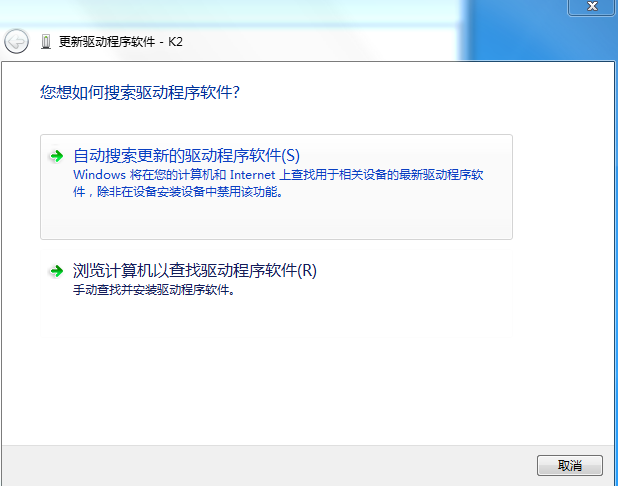 更新驱动程序软件 - K2
您想如何搜索驱动程序软件?
自动搜索更新的驱动程序软件(S)
Windows 将在您的计算机和 Internet 上查找用于相关设备的最新驱动程序软
件，除非在设备安装设备中禁用该功能。
浏览计算机以查找驱动程序软件(R)
手动查找并安装驱动程序软件。
取消